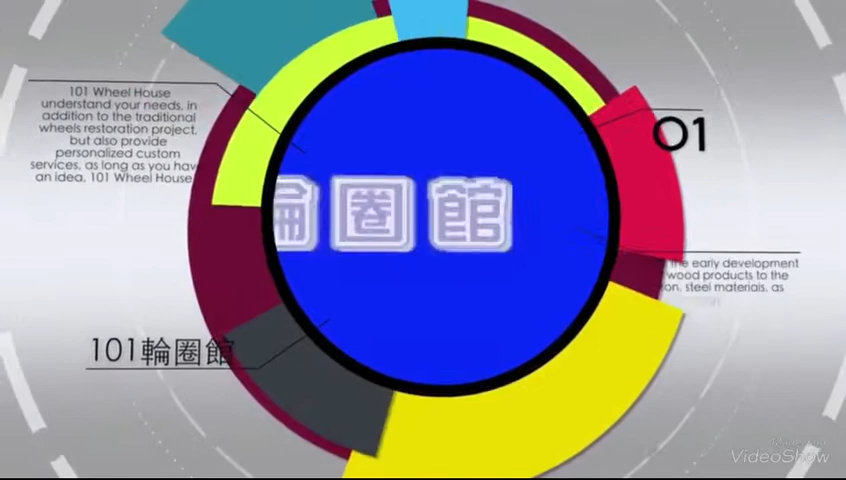 101 Wheel House
understand your needs, in
addition to the traditional
wheels restoration project,
but also provide
personalized custom
services, as long as you hav
an idea, 101 Wheel House
01
輪圈館
the early development
wood products to the
on, steel materials, as
101輪圈館
VideoShow